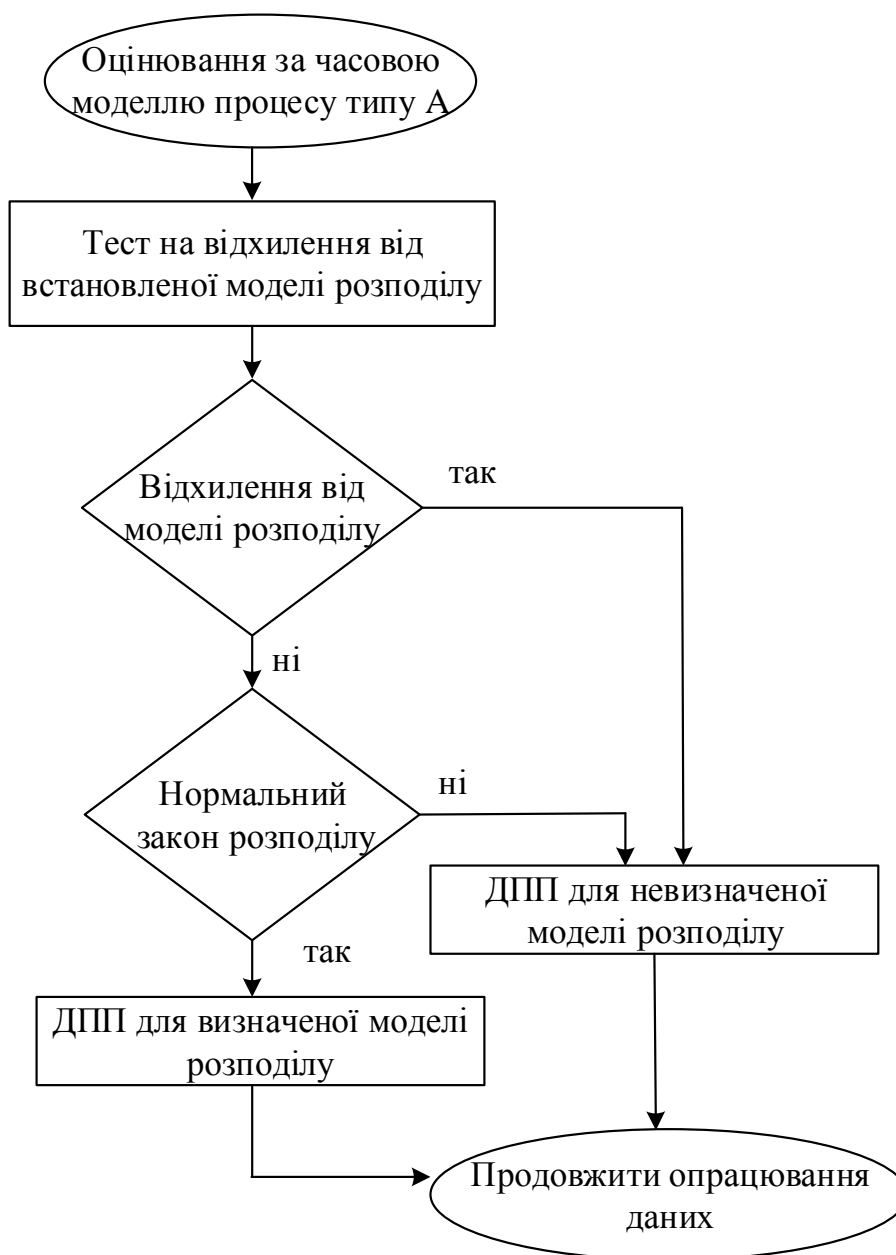 Оцінювання за часовою
моделлю процесу типу А
Тест на відхилення від
встановленої моделі розподілу
Відхилення від
моделі розподілу
так
ні
Нормальний
закон розподілу
ні
так
ДПП для невизначеної
моделі розподілу
ДПП для визначеної моделі
розподілу
Продовжити опрацювання
даних